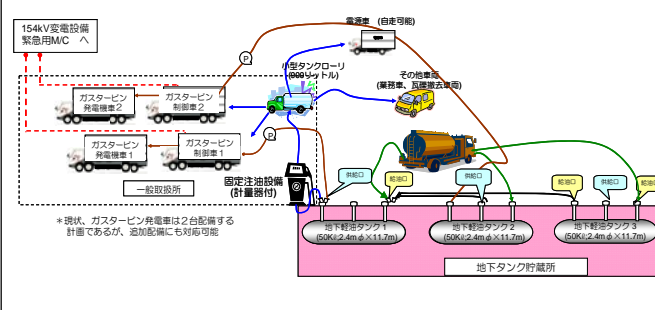 154kV変電設備
緊急用M/C　へ
電源車　(自走可能)
小型タンクローリ
(900リットル)
その他車両
(業務車、瓦礫撤去車両)
P
ガスタービン
発電機車２
ガスタービン
制御車２
ガスタービン
発電機車１
ガスタービン
制御車１
P
一般取扱所
固定注油設備
(計量器付)
供給口
給油口
供給口
給油口
供給口
給油口
＊現状、ガスタービン発電車は２台配備する
計画であるが、追加配備にも対応可能
地下軽油タンク１
(50Kℓ;2.4mφ×11.7m)
地下軽油タンク２
(50Kℓ;2.4mφ×11.7m)
地下軽油タンク３
(50Kℓ;2.4mφ×11.7m)
地下タンク貯蔵所